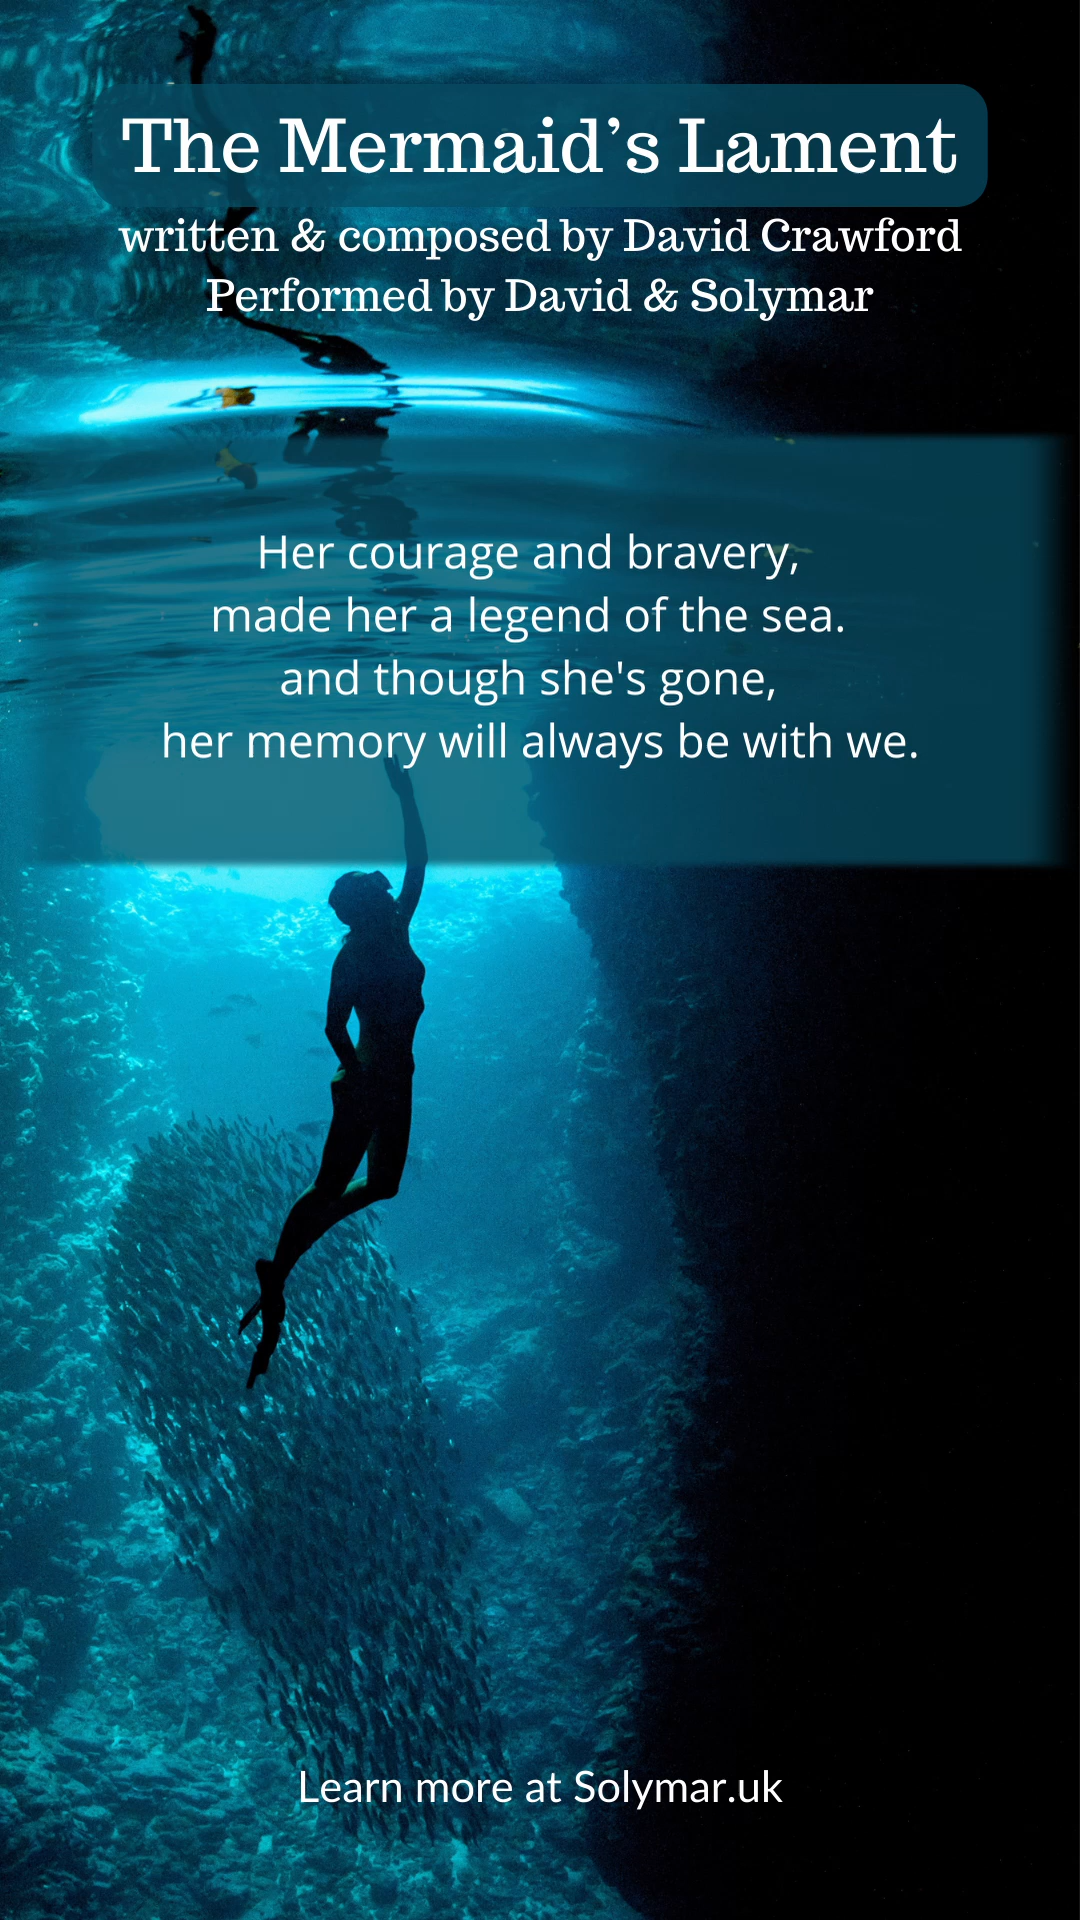 The Mermaid’s Lament
written & composed by David Crawford
Performed by David & Solymar
Her courage and bravery,
made her a legend of the sea.
and though she's gone,
her memory will always be with we.
Learn more at Solymar.uk